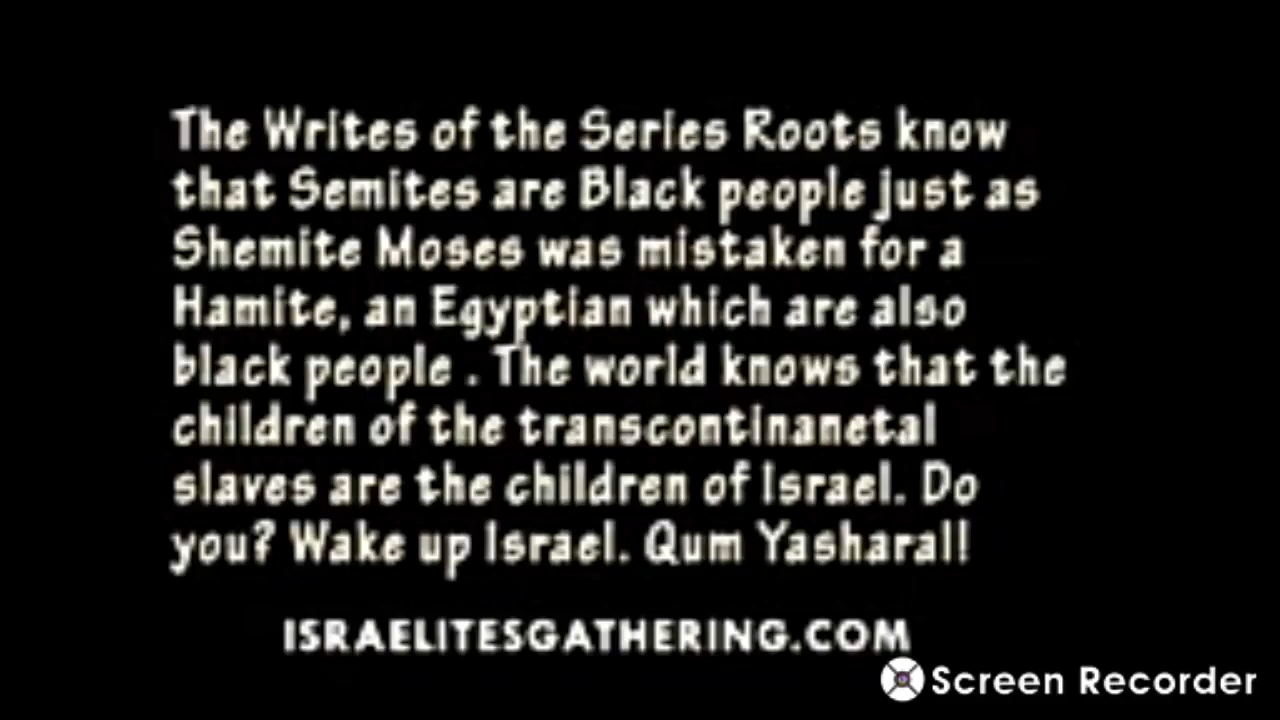 The Writes of the Series Roots know
that Semites are Black people just as
Shemite Moses was mistaken for a
Hamite, an Egyptian which are also
black people . The world knows that the
children of the transcontinanetal
slaves are the children of Israel. Do
you? Wake up Israel. Qum Yasharal!
ISRAELITESGATHERING.COM
Screen Recorder